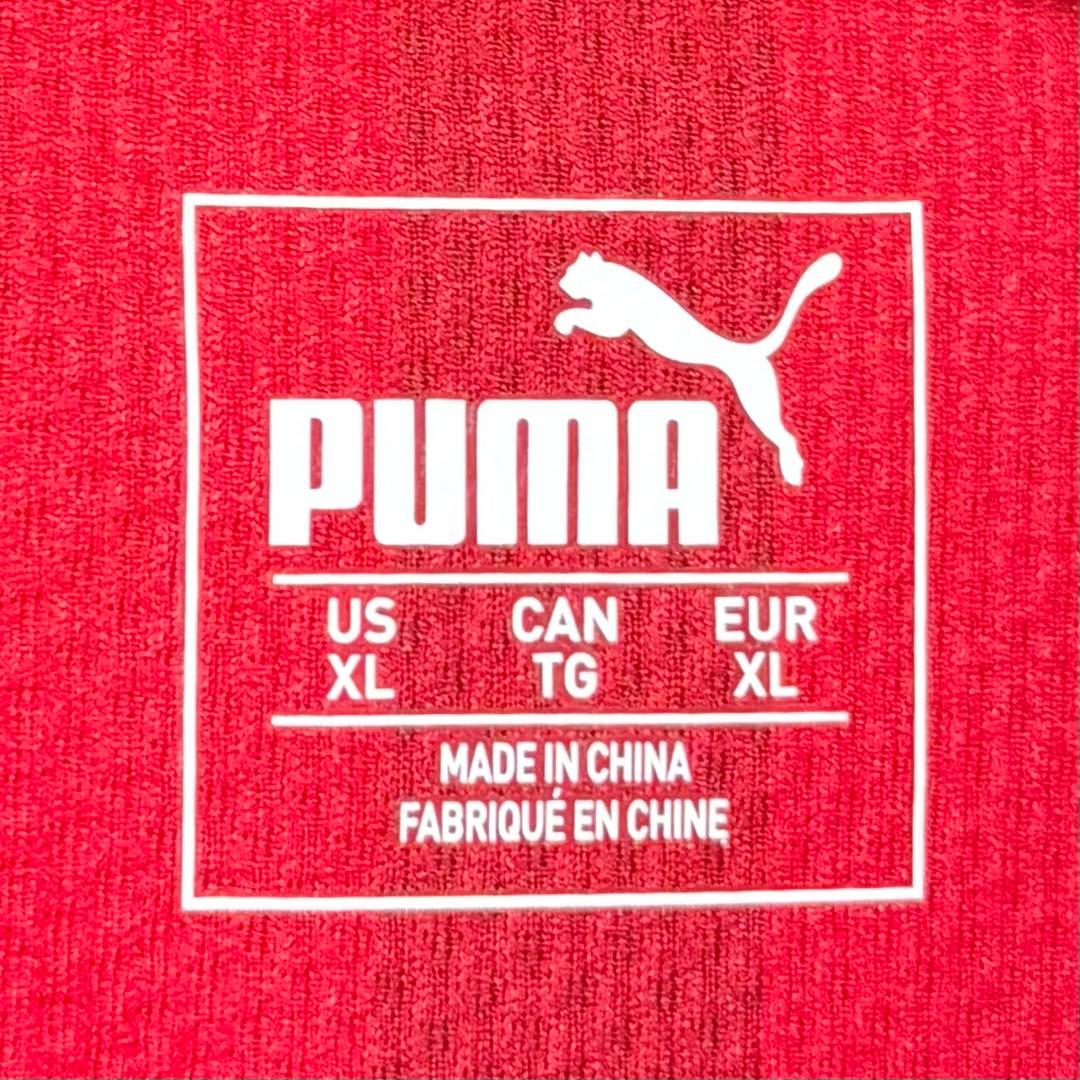 PUMA
US CAN EUR
XL TG XL
MADE IN CHINA
FABRIQUÉ EN CHINE